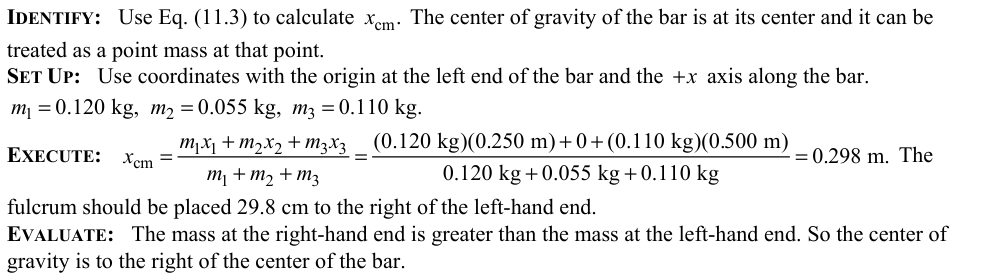 IDENTIFY: Use Eq. (11.3) to calculate x_cm. The center of gravity of the bar is at its center and it can be
treated as a point mass at that point.
SET UP: Use coordinates with the origin at the left end of the bar and the +x axis along the bar.
m₁ = 0.120 kg, m₂ = 0.055 kg, m₃ = 0.110 kg.
EXECUTE: x_cm = (m₁x₁ + m₂x₂ + m₃x₃)/(m₁ + m₂ + m₃) = ((0.120 kg)(0.250 m) + 0 + (0.110 kg)(0.500 m))/(0.120 kg + 0.055 kg + 0.110 kg) = 0.298 m. The
fulcrum should be placed 29.8 cm to the right of the left-hand end.
EVALUATE: The mass at the right-hand end is greater than the mass at the left-hand end. So the center of
gravity is to the right of the center of the bar.